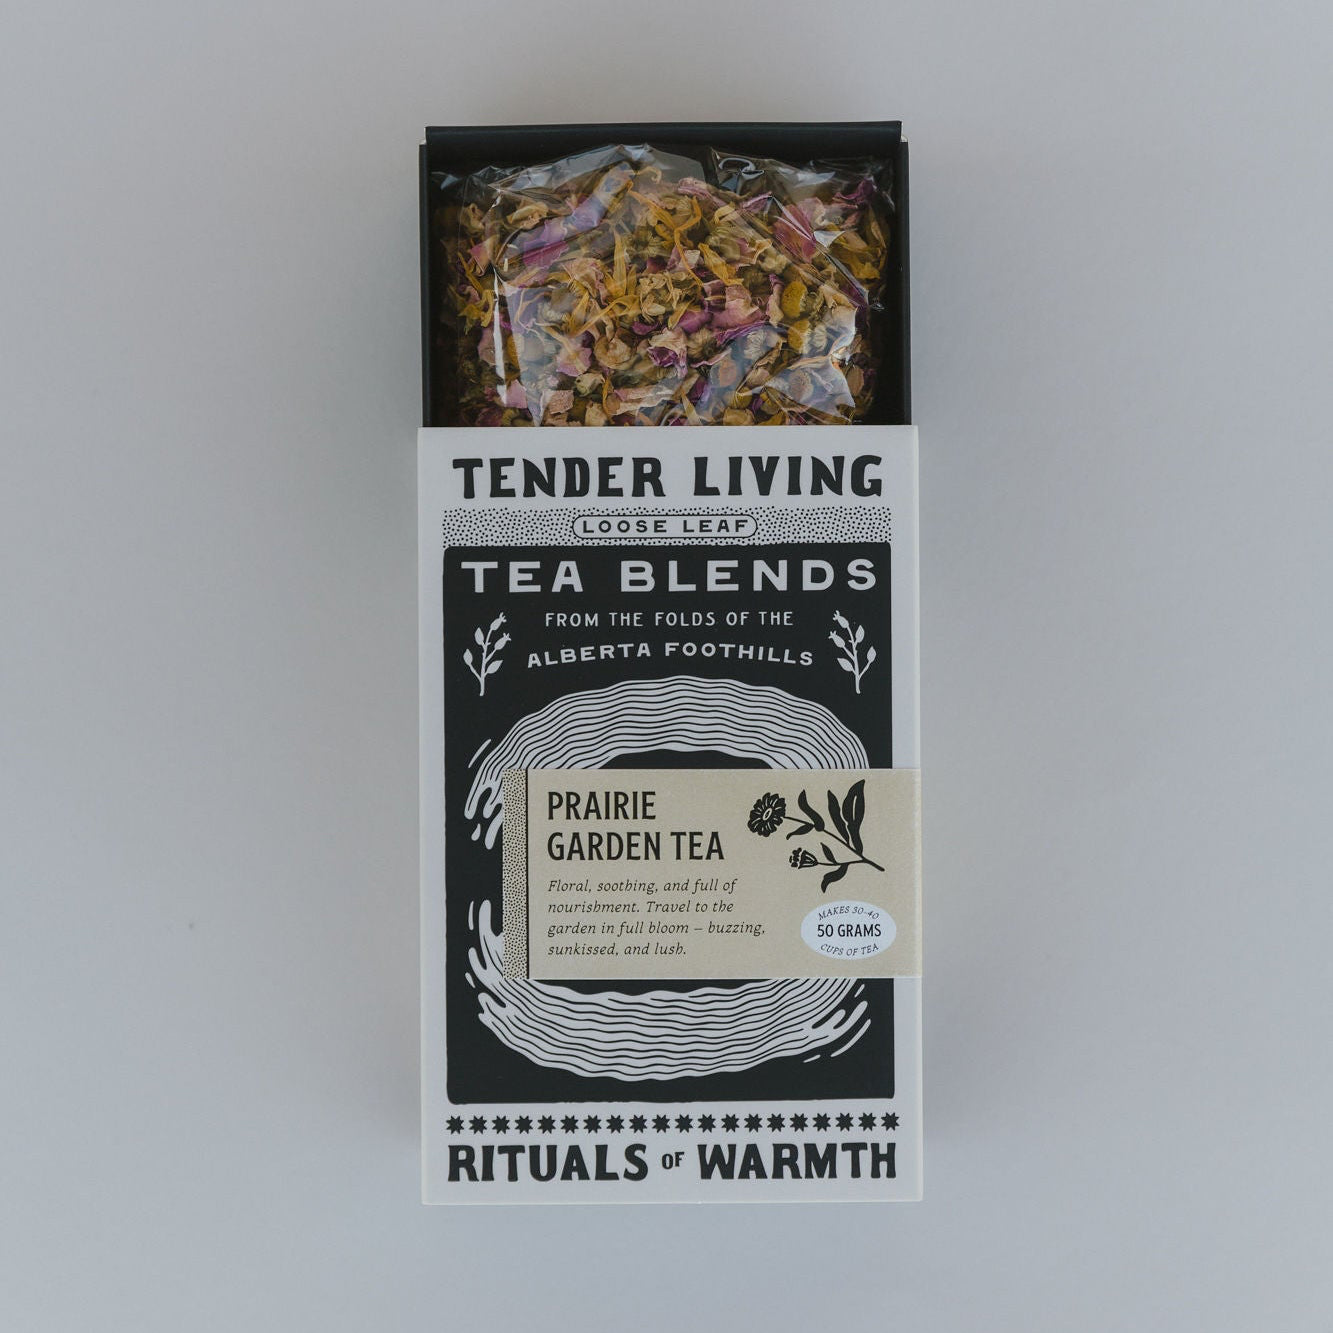 TENDER LIVING
LOOSE LEAF
TEA BLENDS
FROM THE FOLDS OF THE
ALBERTA FOOTHILLS
PRAIRIE
GARDEN TEA
Floral, soothing, and full of
nourishment. Travel to the
garden in full bloom – buzzing,
sunkissed, and lush.
MAKES 30-40
50 GRAMS
CUPS OF TEA
RITUALS OF WARMTH